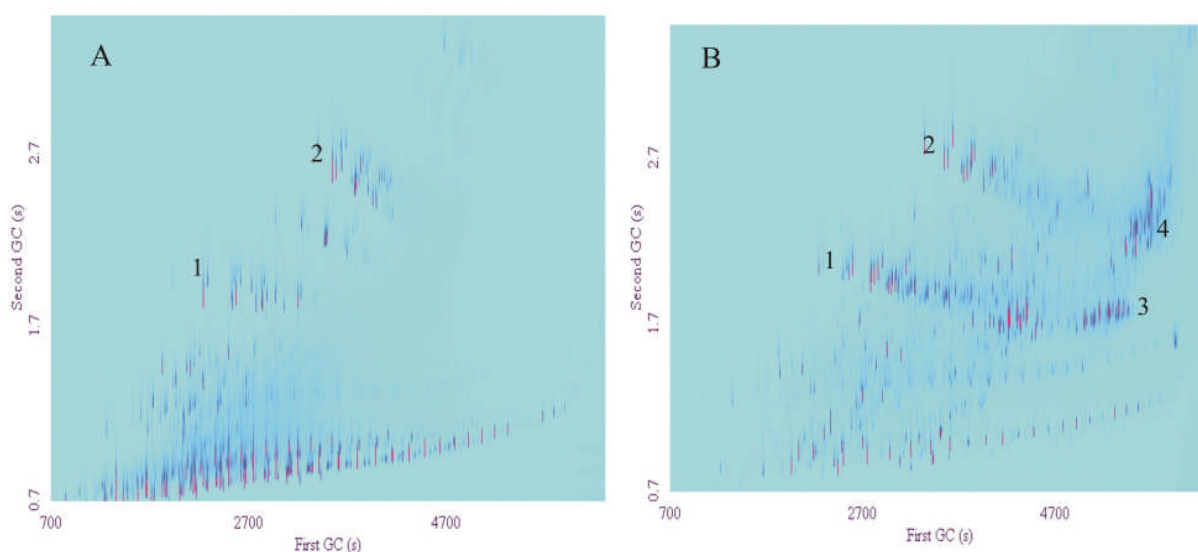 A
2
1
Second GC (s)
2.7
1.7
0.7
700 2700 4700
First GC (s)
B
2
1
4
3
Second GC (s)
2.7
1.7
0.7
700 2700 4700
First GC (s)